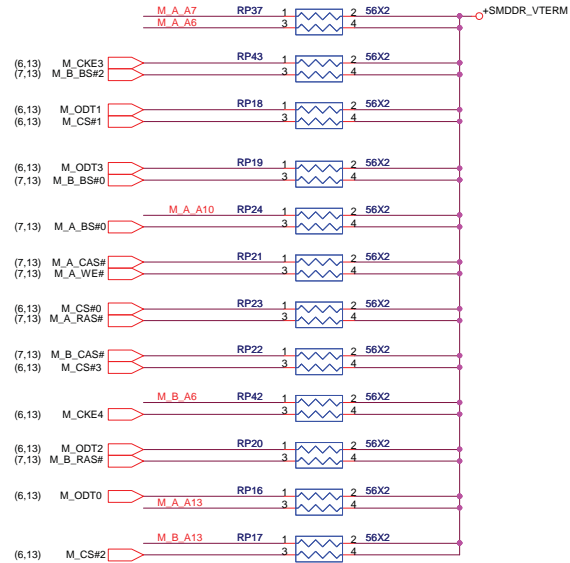 M_A_A7 RP37 1 2 56X2 +SMDDR_VTERM
M_A_A6 3 4
(6,13) M_CKE3 RP43 1 2 56X2
(7,13) M_B_BS#2 3 4
(6,13) M_ODT1 RP18 1 2 56X2
(6,13) M_CS#1 3 4
(6,13) M_ODT3 RP19 1 2 56X2
(7,13) M_B_BS#0 3 4
M_A_A10 RP24 1 2 56X2
(7,13) M_A_BS#0 3 4
(7,13) M_A_CAS# RP21 1 2 56X2
(7,13) M_A_WE# 3 4
(6,13) M_CS#0 RP23 1 2 56X2
(7,13) M_A_RAS# 3 4
(7,13) M_B_CAS# RP22 1 2 56X2
(6,13) M_CS#3 3 4
M_B_A6 RP42 1 2 56X2
(6,13) M_CKE4 3 4
(6,13) M_ODT2 RP20 1 2 56X2
(7,13) M_B_RAS# 3 4
(6,13) M_ODT0 RP16 1 2 56X2
M_A_A13 3 4
M_B_A13 RP17 1 2 56X2
(6,13) M_CS#2 3 4